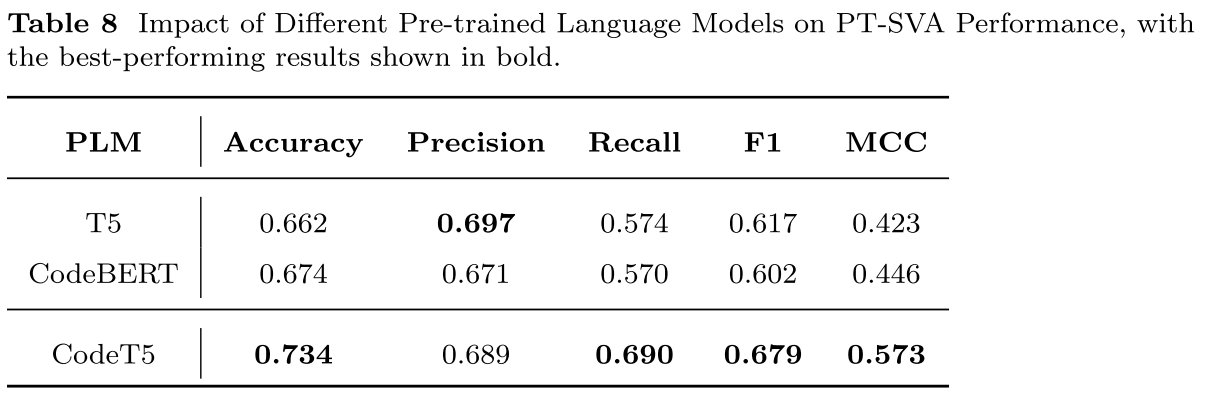 Table 8 Impact of Different Pre-trained Language Models on PT-SVA Performance, with
the best-performing results shown in bold.
PLM Accuracy Precision Recall F1 MCC
T5 0.662 0.697 0.574 0.617 0.423
CodeBERT 0.674 0.671 0.570 0.602 0.446
CodeT5 0.734 0.689 0.690 0.679 0.573